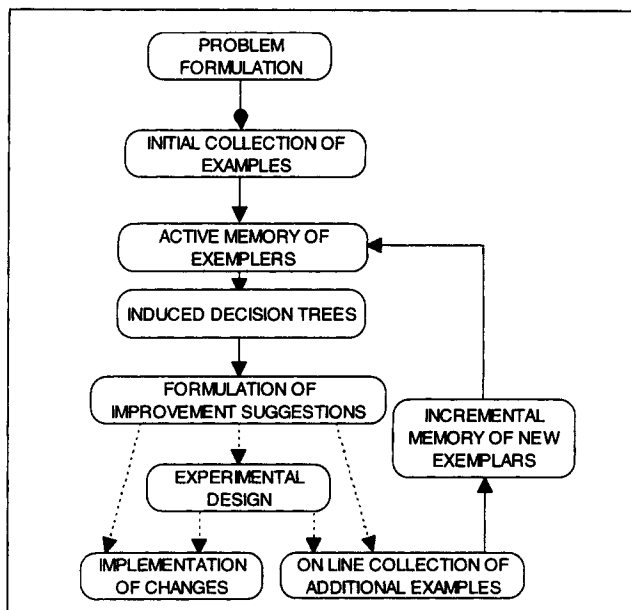 PROBLEM
FORMULATION
INITIAL COLLECTION OF
EXAMPLES
ACTIVE MEMORY OF
EXEMPLERS
INDUCED DECISION TREES
FORMULATION OF
IMPROVEMENT SUGGESTIONS
INCREMENTAL
MEMORY OF NEW
EXEMPLARS
EXPERIMENTAL
DESIGN
IMPLEMENTATION
OF CHANGES
ON LINE COLLECTION OF
ADDITIONAL EXAMPLES